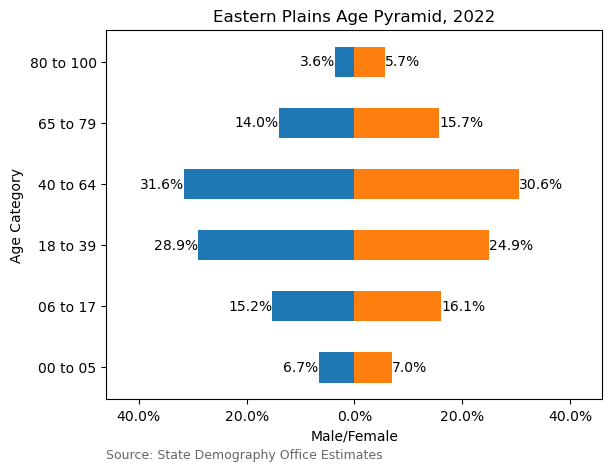 Eastern Plains Age Pyramid, 2022
80 to 100 3.6% 5.7%
65 to 79 14.0% 15.7%
40 to 64 31.6% 30.6%
Age Category
18 to 39 28.9% 24.9%
06 to 17 15.2% 16.1%
00 to 05 6.7% 7.0%
40.0% 20.0% 0.0% 20.0% 40.0%
Male/Female
Source: State Demography Office Estimates